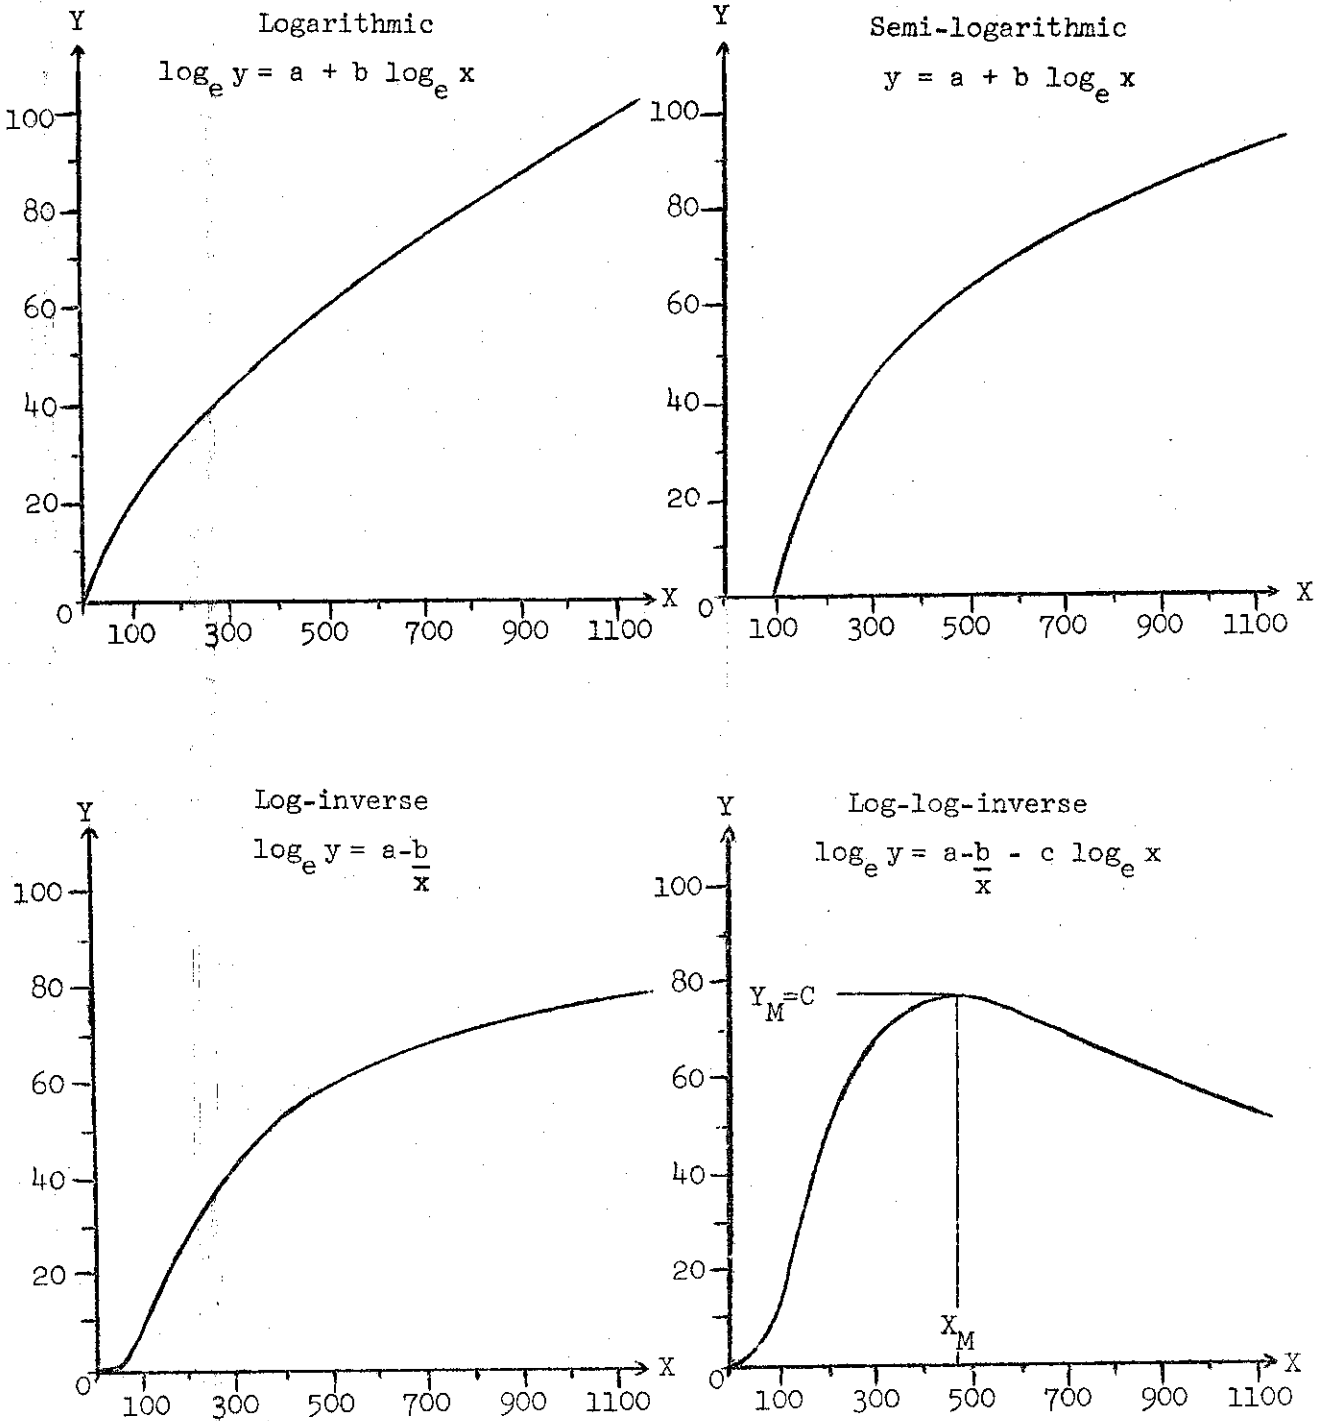 Logarithmic
log_e y = a + b log_e x
Y
100
80
60
40
20
0
100 300 500 700 900 1100
X
Semi-logarithmic
y = a + b log_e x
Y
100
80
60
40
20
0
100 300 500 700 900 1100
X
Log-inverse
log_e y = a-b/x
Y
100
80
60
40
20
0
100 300 500 700 900 1100
X
Log-log-inverse
log_e y = a-b/x - c log_e x
Y
100
80
Y_M=C
60
40
20
X_M
0
100 300 500 700 900 1100
X